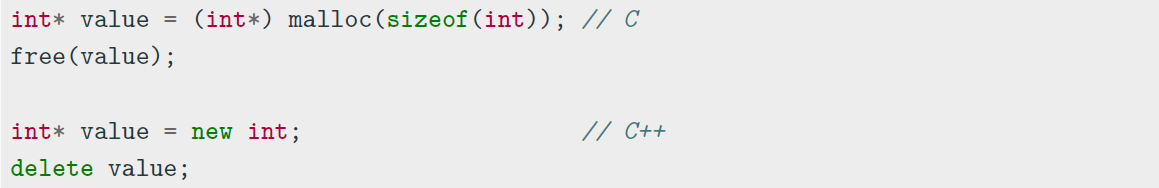 int* value = (int*) malloc(sizeof(int)); // C
free(value);
int* value = new int; // C++
delete value;